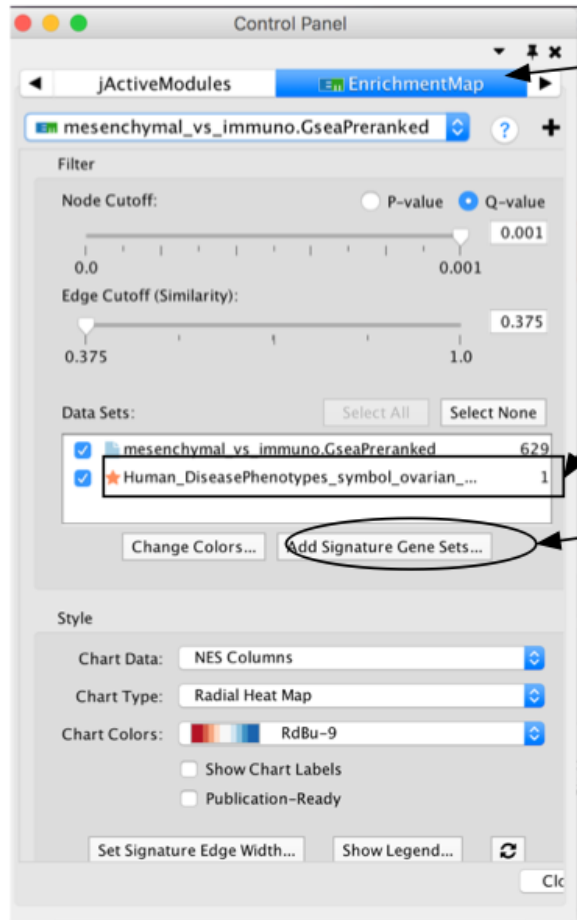 Control Panel
jActiveModules
EnrichmentMap
mesenchymal_vs_immuno.GseaPreranked
?
Filter
Node Cutoff:
P-value
Q-value
0.001
0.0
0.001
Edge Cutoff (Similarity):
0.375
0.375
1.0
Data Sets:
Select All
Select None
mesenchymal_vs_immuno.GseaPreranked 629
Human_DiseasePhenotypes_symbol_ovarian_... 1
Change Colors...
Add Signature Gene Sets...
Style
Chart Data: NES Columns
Chart Type: Radial Heat Map
Chart Colors: RdBu-9
Show Chart Labels
Publication-Ready
Set Signature Edge Width...
Show Legend...
Clo